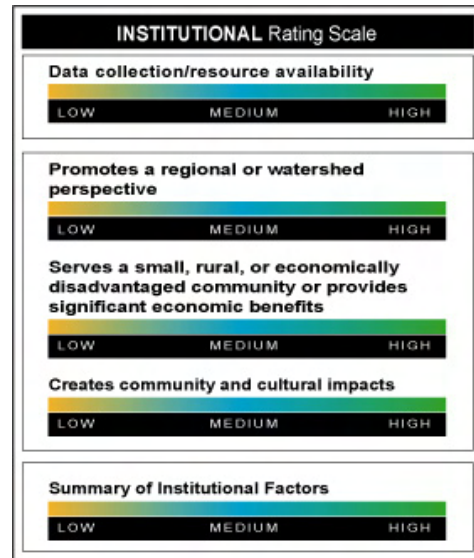 INSTITUTIONAL Rating Scale
Data collection/resource availability
LOW MEDIUM HIGH
Promotes a regional or watershed
perspective
LOW MEDIUM HIGH
Serves a small, rural, or economically
disadvantaged community or provides
significant economic benefits
LOW MEDIUM HIGH
Creates community and cultural impacts
LOW MEDIUM HIGH
Summary of Institutional Factors
LOW MEDIUM HIGH